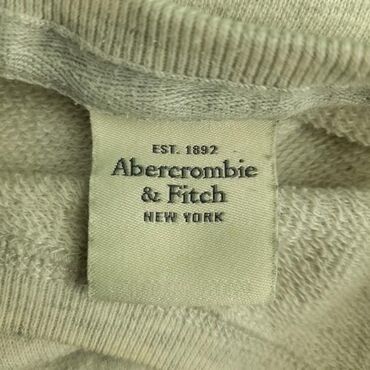 EST. 1892
Abercrombie
& Fitch
NEW YORK